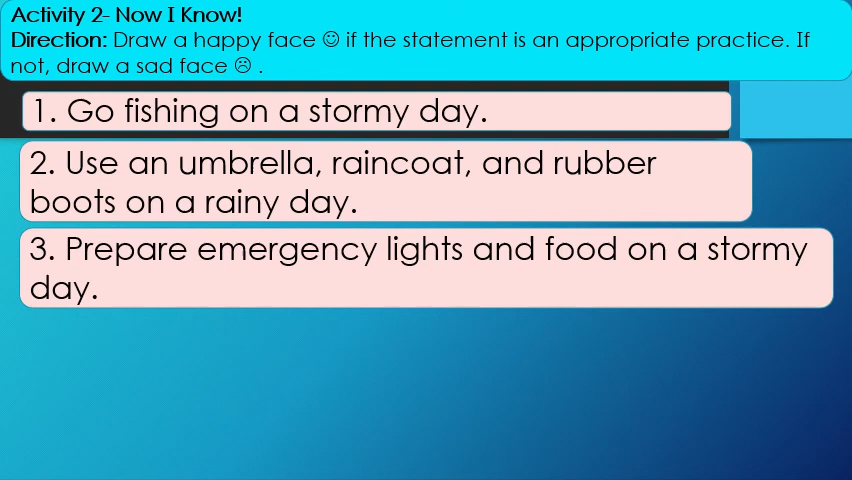 Activity 2- Now I Know!
Direction: Draw a happy face ☺ if the statement is an appropriate practice. If
not, draw a sad face ☹ .
1. Go fishing on a stormy day.
2. Use an umbrella, raincoat, and rubber
boots on a rainy day.
3. Prepare emergency lights and food on a stormy
day.